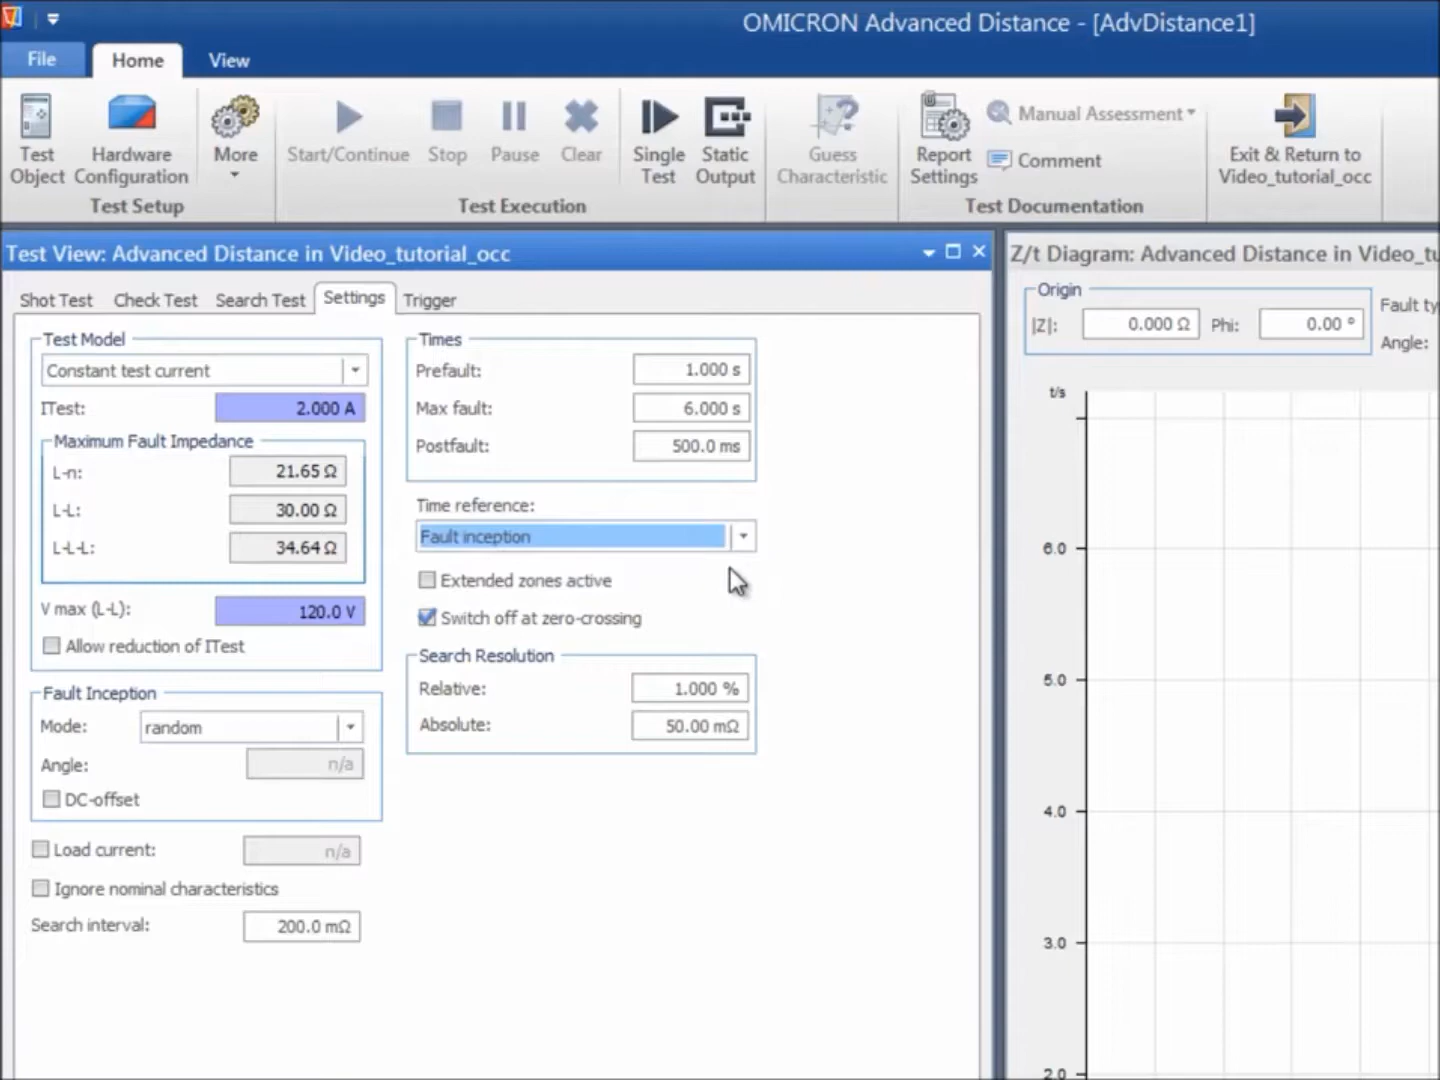 OMICRON Advanced Distance - [AdvDistance1]
File
Home
View
Test
Object
Hardware
Configuration
More
Test Setup
Start/Continue
Stop
Pause
Clear
Single
Test
Static
Output
Test Execution
Guess
Characteristic
Report
Settings
Manual Assessment
Comment
Test Documentation
Exit & Return to
Video_tutorial_occ
Test View: Advanced Distance in Video_tutorial_occ
Shot Test
Check Test
Search Test
Settings
Trigger
Test Model
Constant test current
ITest: 2.000 A
Maximum Fault Impedance
L-n: 21.65 Ω
L-L: 30.00 Ω
L-L-L: 34.64 Ω
V max (L-L): 120.0 V
Allow reduction of ITest
Fault Inception
Mode: random
Angle: n/a
DC-offset
Load current: n/a
Ignore nominal characteristics
Search interval: 200.0 mΩ
Times
Prefault: 1.000 s
Max fault: 6.000 s
Postfault: 500.0 ms
Time reference:
Fault inception
Extended zones active
Switch off at zero-crossing
Search Resolution
Relative: 1.000 %
Absolute: 50.00 mΩ
Z/t Diagram: Advanced Distance in Video_tu
Origin
|Z|: 0.000 Ω Phi: 0.00 °
Fault ty
Angle:
t/s
6.0
5.0
4.0
3.0
2.0